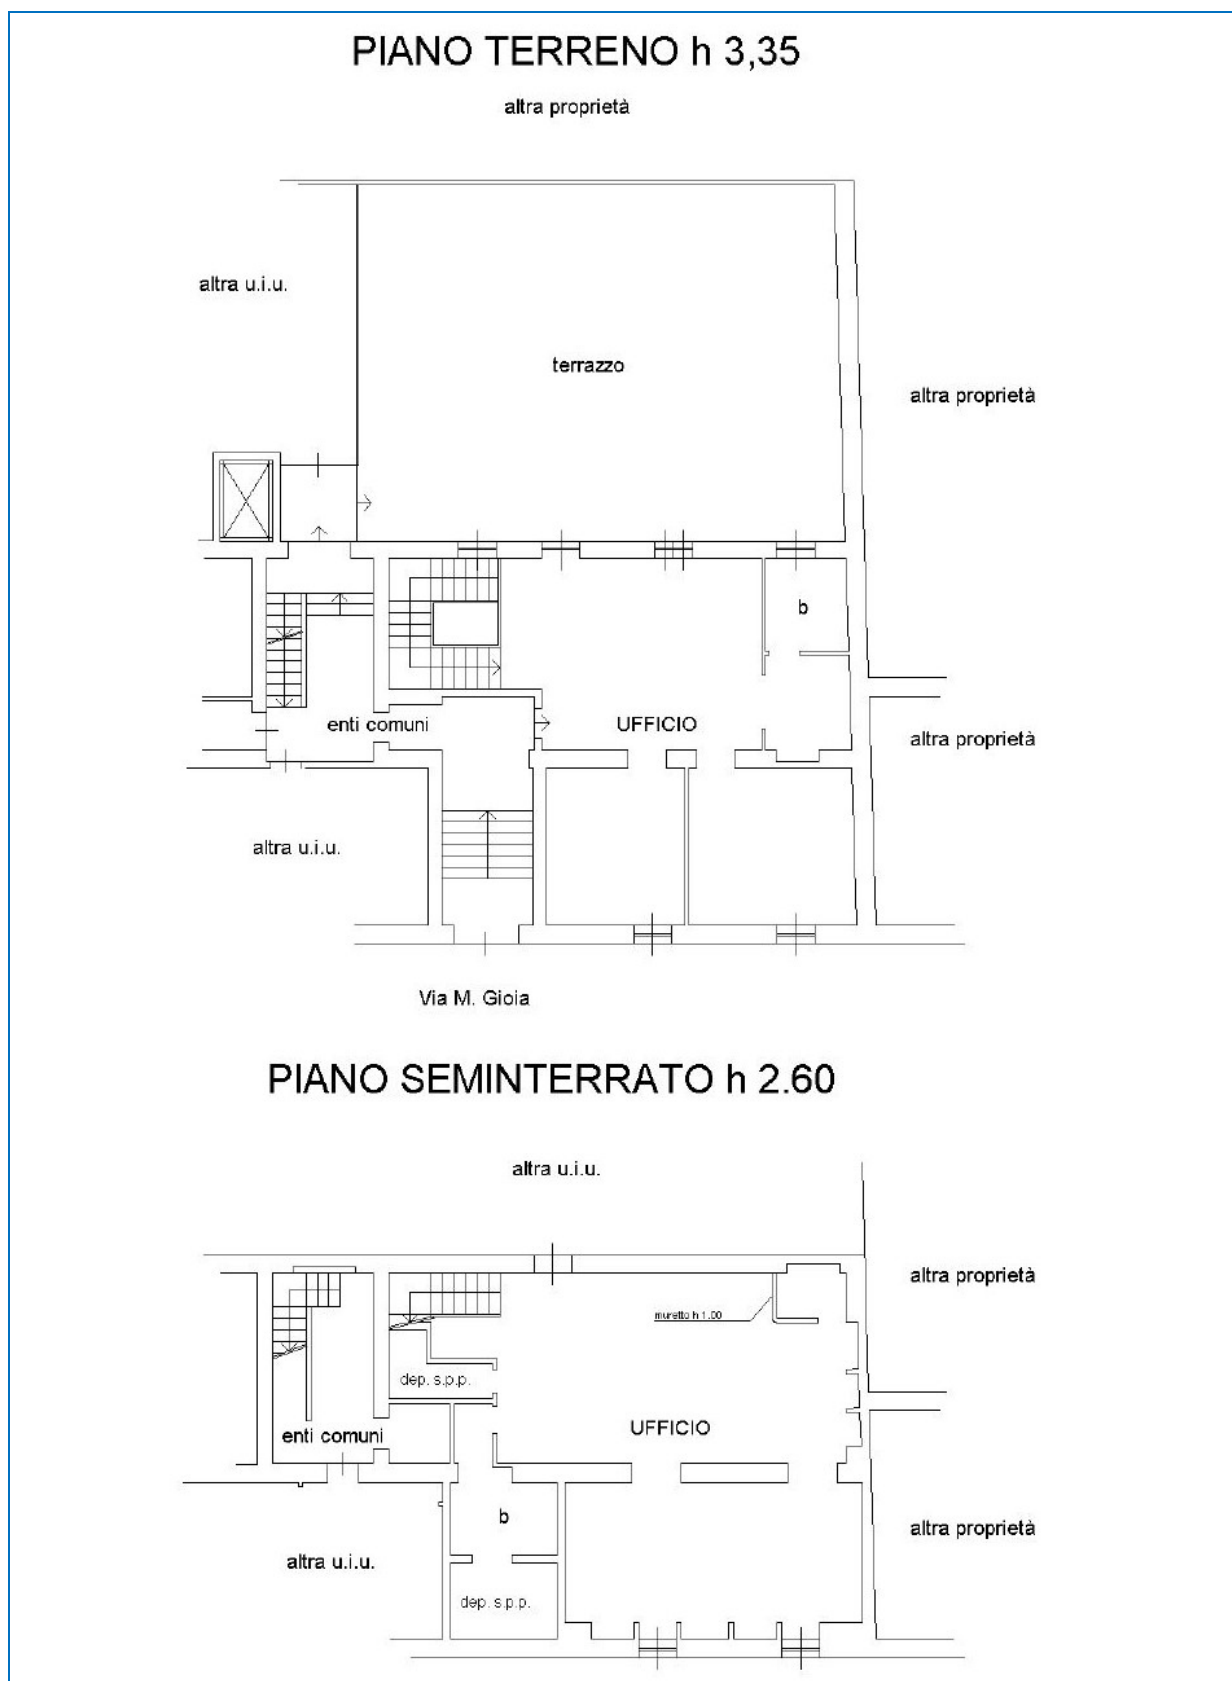 PIANO TERRENO h 3,35
altra proprietà
altra u.i.u.
terrazzo
altra proprietà
b
enti comuni
UFFICIO
altra proprietà
altra u.i.u.
Via M. Gioia
PIANO SEMINTERRATO h 2.60
altra u.i.u.
altra proprietà
muretto h 1.00
dep. s.p.p.
UFFICIO
enti comuni
b
altra proprietà
altra u.i.u.
dep. s.p.p.